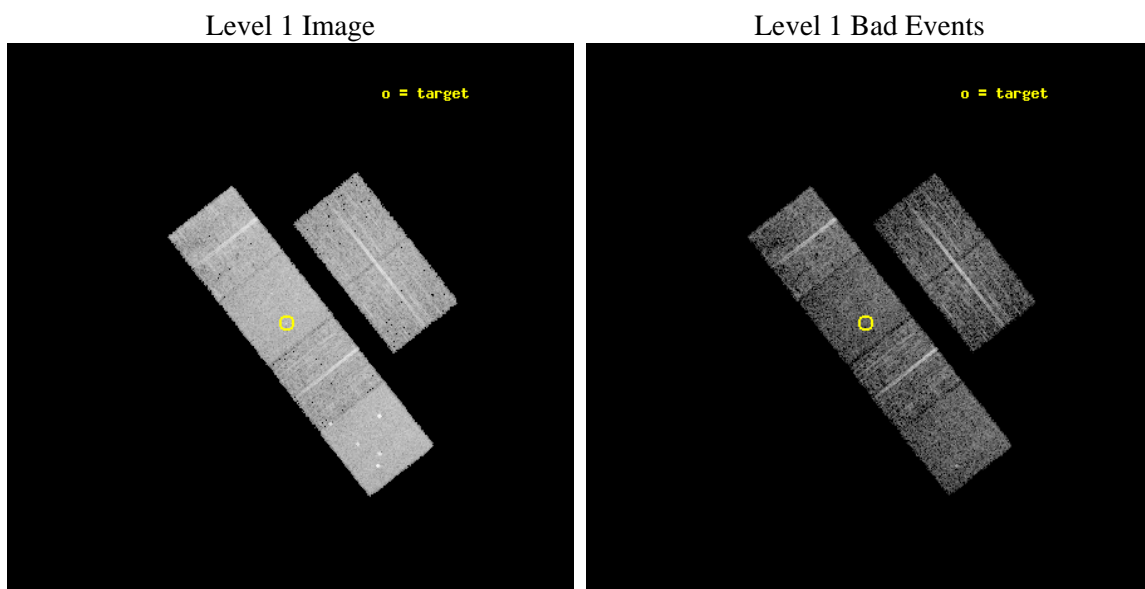 Level 1 Image
Level 1 Bad Events
o = target
o = target